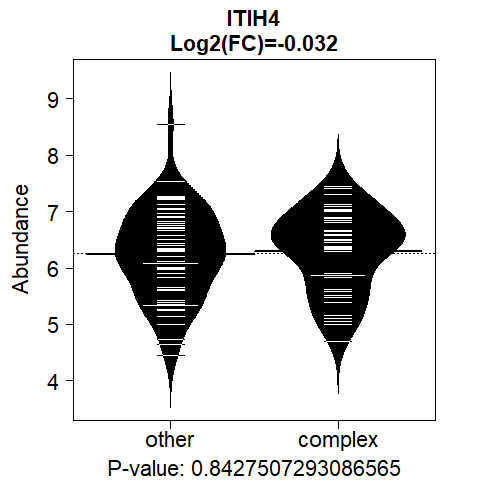 ITIH4
Log2(FC)=-0.032
Abundance
9
8
7
6
5
4
other complex
P-value: 0.8427507293086565